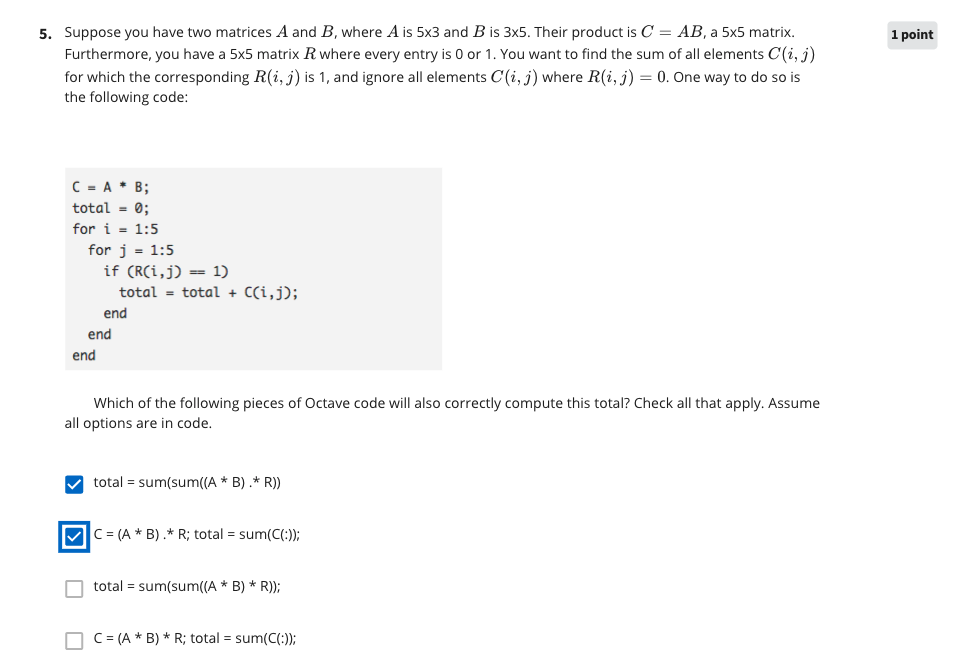 5. Suppose you have two matrices A and B, where A is 5x3 and B is 3x5. Their product is C = AB, a 5x5 matrix.
1 point
Furthermore, you have a 5x5 matrix R where every entry is 0 or 1. You want to find the sum of all elements C(i, j)
for which the corresponding R(i, j) is 1, and ignore all elements C(i, j) where R(i, j) = 0. One way to do so is
the following code:
C = A * B;
total = 0;
for i = 1:5
  for j = 1:5
    if (R(i,j) == 1)
      total = total + C(i,j);
    end
  end
end
Which of the following pieces of Octave code will also correctly compute this total? Check all that apply. Assume
all options are in code.
total = sum(sum((A * B) .* R))
C = (A * B) .* R; total = sum(C(:));
total = sum(sum((A * B) * R));
C = (A * B) * R; total = sum(C(:));